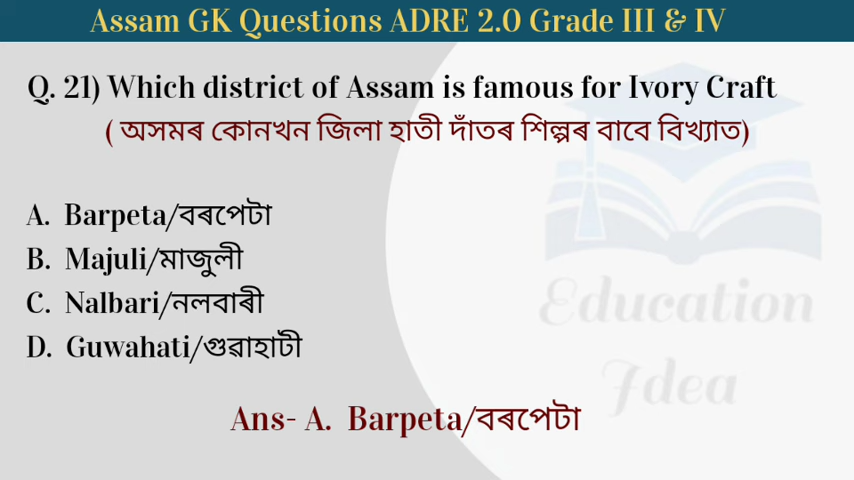 Assam GK Questions ADRE 2.0 Grade III & IV
Q. 21) Which district of Assam is famous for Ivory Craft
( অসমৰ কোনখন জিলা হাতী দাঁতৰ শিল্পৰ বাবে বিখ্যাত)
A. Barpeta/বৰপেটা
B. Majuli/মাজুলী
C. Nalbari/নলবাৰী
D. Guwahati/গুৱাহাটী
Education
Idea
Ans- A. Barpeta/বৰপেটা